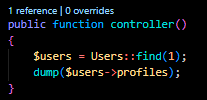 1 reference | 0 overrides
public function controller()
{
    $users = Users::find(1);
    dump($users->profiles);
}